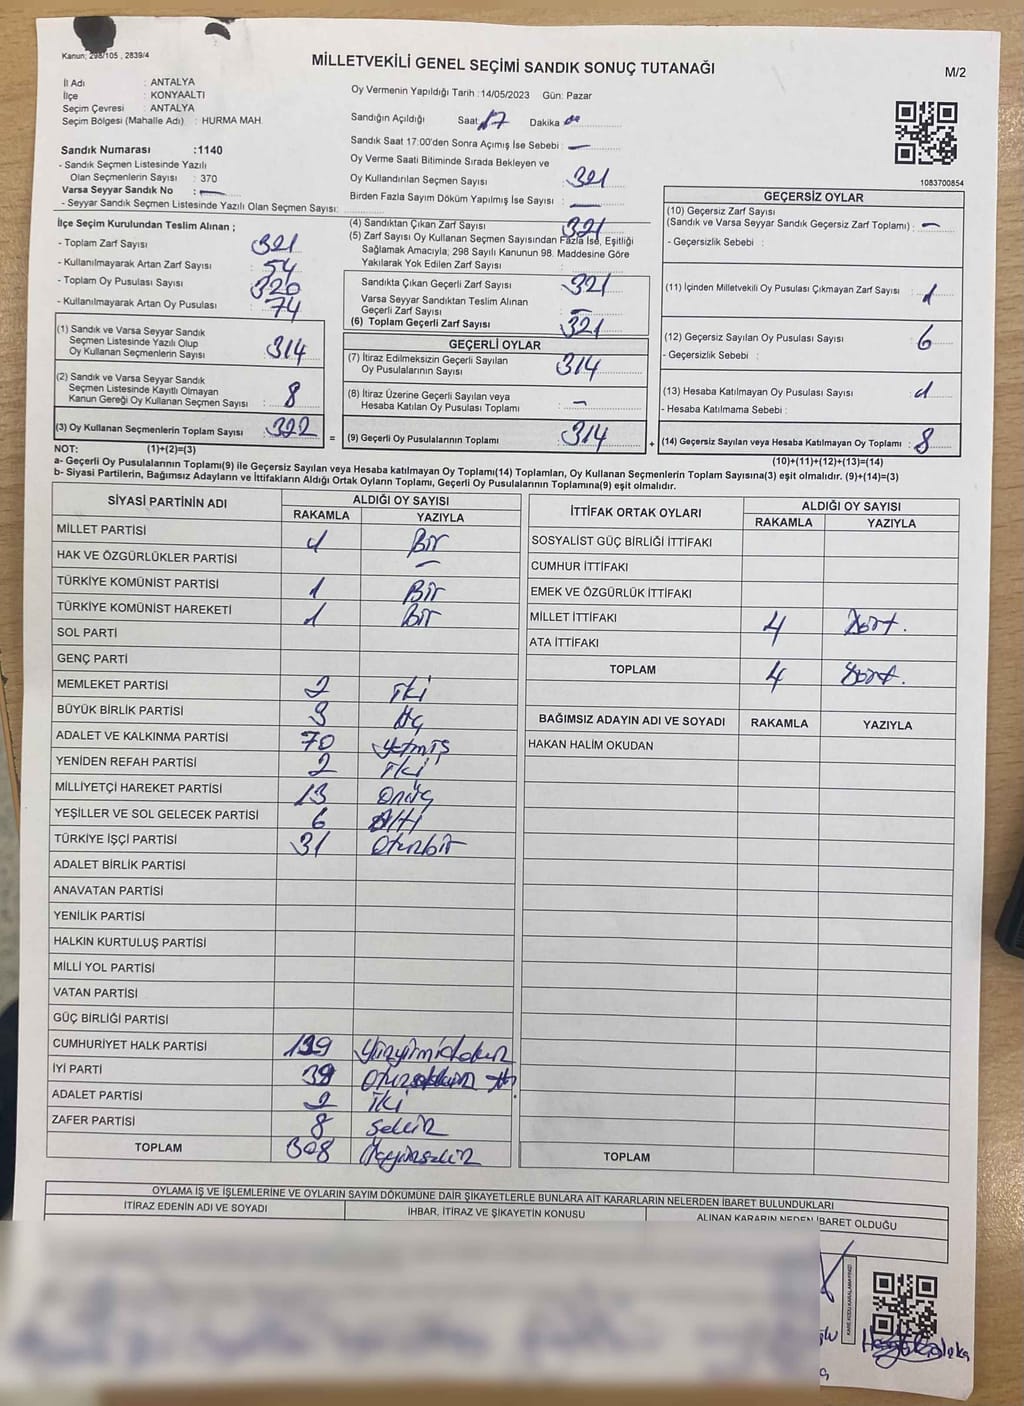 Kanun, 298/105 , 2839/4
MİLLETVEKİLİ GENEL SEÇİMİ SANDIK SONUÇ TUTANAĞI
M/2
İl Adı : ANTALYA
İlçe : KONYAALTI
Seçim Çevresi : ANTALYA
Seçim Bölgesi (Mahalle Adı) : HURMA MAH.
Sandık Numarası :1140
- Sandık Seçmen Listesinde Yazılı
Olan Seçmenlerin Sayısı : 370
Varsa Seyyar Sandık No : —
- Seyyar Sandık Seçmen Listesinde Yazılı Olan Seçmen Sayısı:
Oy Vermenin Yapıldığı Tarih :14/05/2023 Gün: Pazar
Sandığın Açıldığı Saat 17 Dakika 00
Sandık Saat 17:00'den Sonra Açımış İse Sebebi : —
Oy Verme Saati Bitiminde Sırada Bekleyen ve
Oy Kullandırılan Seçmen Sayısı : 321
Birden Fazla Sayım Döküm Yapılmış İse Sayısı : —
1083700854
İlçe Seçim Kurulundan Teslim Alınan ;
- Toplam Zarf Sayısı : 321
- Kullanılmayarak Artan Zarf Sayısı : 54
- Toplam Oy Pusulası Sayısı : 320
- Kullanılmayarak Artan Oy Pusulası : 74
(1) Sandık ve Varsa Seyyar Sandık
Seçmen Listesinde Yazılı Olup
Oy Kullanan Seçmenlerin Sayısı : 314
(2) Sandık ve Varsa Seyyar Sandık
Seçmen Listesinde Kayıtlı Olmayan
Kanun Gereği Oy Kullanan Seçmen Sayısı : 8
(3) Oy Kullanan Seçmenlerin Toplam Sayısı : 322
(4) Sandıktan Çıkan Zarf Sayısı : 321
(5) Zarf Sayısı Oy Kullanan Seçmen Sayısından Fazla İse, Eşitliği
Sağlamak Amacıyla, 298 Sayılı Kanunun 98. Maddesine Göre
Yakılarak Yok Edilen Zarf Sayısı :
Sandıkta Çıkan Geçerli Zarf Sayısı : 321
Varsa Seyyar Sandıktan Teslim Alınan
Geçerli Zarf Sayısı : —
(6) Toplam Geçerli Zarf Sayısı : 321
GEÇERLİ OYLAR
(7) İtiraz Edilmeksizin Geçerli Sayılan
Oy Pusulalarının Sayısı : 314
(8) İtiraz Üzerine Geçerli Sayılan veya
Hesaba Katılan Oy Pusulası Toplamı : —
= (9) Geçerli Oy Pusulalarının Toplamı : 314
GEÇERSİZ OYLAR
(10) Geçersiz Zarf Sayısı
(Sandık ve Varsa Seyyar Sandık Geçersiz Zarf Toplamı) : —
- Geçersizlik Sebebi :
(11) İçinden Milletvekili Oy Pusulası Çıkmayan Zarf Sayısı : 1
(12) Geçersiz Sayılan Oy Pusulası Sayısı : 6
- Geçersizlik Sebebi :
(13) Hesaba Katılmayan Oy Pusulası Sayısı : 1
- Hesaba Katılmama Sebebi :
+ (14) Geçersiz Sayılan veya Hesaba Katılmayan Oy Toplamı : 8
NOT: (1)+(2)=(3)
(10)+(11)+(12)+(13)=(14)
a- Geçerli Oy Pusulalarının Toplamı(9) ile Geçersiz Sayılan veya Hesaba katılmayan Oy Toplamı(14) Toplamları, Oy Kullanan Seçmenlerin Toplam Sayısına(3) eşit olmalıdır. (9)+(14)=(3)
b- Siyasi Partilerin, Bağımsız Adayların ve İttifakların Aldığı Ortak Oyların Toplamı, Geçerli Oy Pusulalarının Toplamına(9) eşit olmalıdır.
SİYASİ PARTİNİN ADI ALDIĞI OY SAYISI
RAKAMLA YAZIYLA
MİLLET PARTİSİ 1 Bir
HAK VE ÖZGÜRLÜKLER PARTİSİ —
TÜRKİYE KOMÜNİST PARTİSİ 1 Bir
TÜRKİYE KOMÜNİST HAREKETİ 1 Bir
SOL PARTİ
GENÇ PARTİ
MEMLEKET PARTİSİ 2 iki
BÜYÜK BİRLİK PARTİSİ 3 üç
ADALET VE KALKINMA PARTİSİ 70 yetmiş
YENİDEN REFAH PARTİSİ 2 iki
MİLLİYETÇİ HAREKET PARTİSİ 13 Onüç
YEŞİLLER VE SOL GELECEK PARTİSİ 6 Altı
TÜRKİYE İŞÇİ PARTİSİ 31 Otuzbir
ADALET BİRLİK PARTİSİ
ANAVATAN PARTİSİ
YENİLİK PARTİSİ
HALKIN KURTULUŞ PARTİSİ
MİLLİ YOL PARTİSİ
VATAN PARTİSİ
GÜÇ BİRLİĞİ PARTİSİ
CUMHURİYET HALK PARTİSİ 129 Yüzyirmidokuz
İYİ PARTİ 39
ADALET PARTİSİ 2 iki
ZAFER PARTİSİ 8 Sekiz
TOPLAM 308 Üçyüzsekiz
İTTİFAK ORTAK OYLARI ALDIĞI OY SAYISI
RAKAMLA YAZIYLA
SOSYALİST GÜÇ BİRLİĞİ İTTİFAKI
CUMHUR İTTİFAKI
EMEK VE ÖZGÜRLÜK İTTİFAKI
MİLLET İTTİFAKI 4 Dört.
ATA İTTİFAKI
TOPLAM 4 Dört.
BAĞIMSIZ ADAYIN ADI VE SOYADI RAKAMLA YAZIYLA
HAKAN HALİM OKUDAN
TOPLAM
OYLAMA İŞ VE İŞLEMLERİNE VE OYLARIN SAYIM DÖKÜMÜNE DAİR ŞİKAYETLERLE BUNLARA AİT KARARLARIN NELERDEN İBARET BULUNDUKLARI
İTİRAZ EDENİN ADI VE SOYADI İHBAR, İTİRAZ VE ŞİKAYETİN KONUSU ALINAN KARARIN NEDEN İBARET OLDUĞU